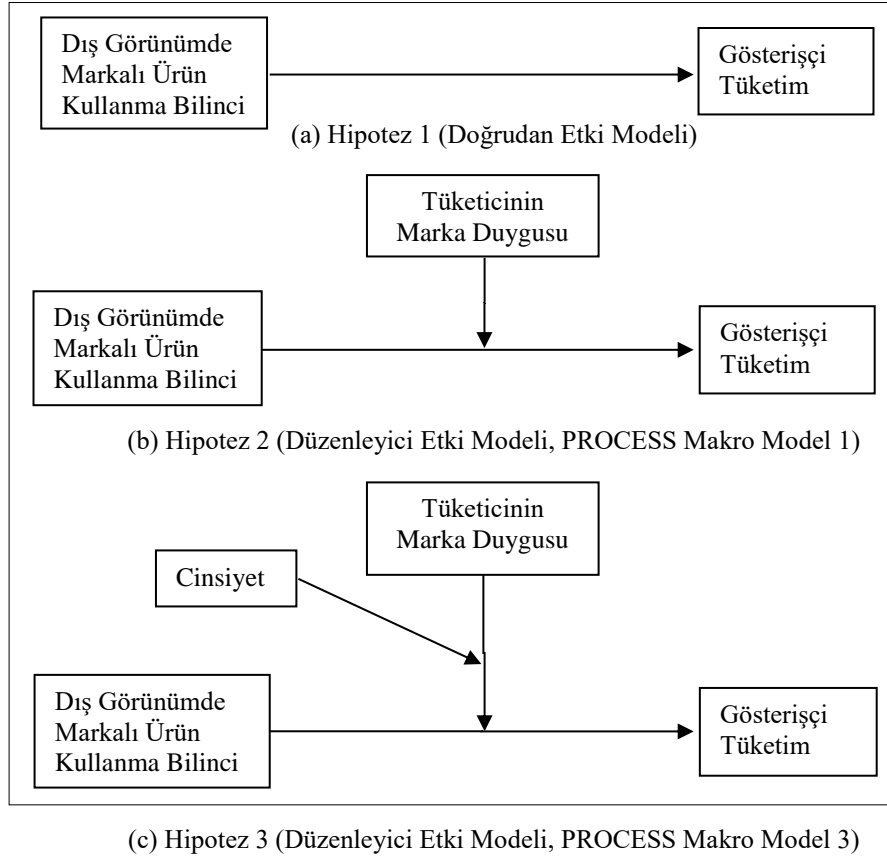 Dış Görünümde
Markalı Ürün
Kullanma Bilinci
Gösterişçi
Tüketim
(a) Hipotez 1 (Doğrudan Etki Modeli)
Tüketicinin
Marka Duygusu
Dış Görünümde
Markalı Ürün
Kullanma Bilinci
Gösterişçi
Tüketim
(b) Hipotez 2 (Düzenleyici Etki Modeli, PROCESS Makro Model 1)
Tüketicinin
Marka Duygusu
Cinsiyet
Dış Görünümde
Markalı Ürün
Kullanma Bilinci
Gösterişçi
Tüketim
(c) Hipotez 3 (Düzenleyici Etki Modeli, PROCESS Makro Model 3)